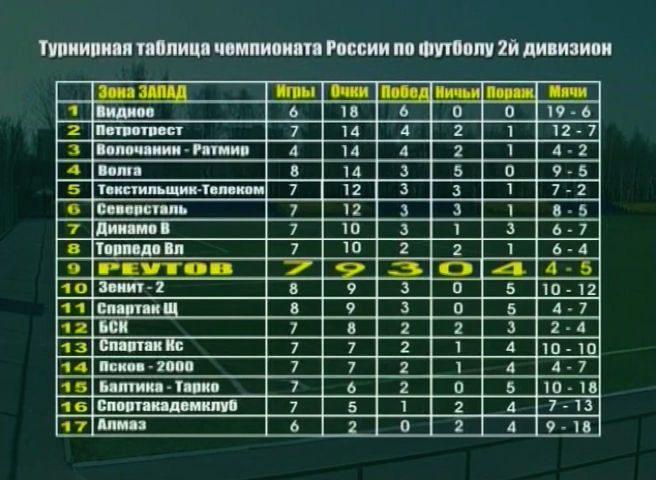 Турнирная таблица чемпионата России по футболу 2й дивизион
Зона ЗАПАД Игры Очки Побед Ничьи Пораж Мячи
1 Видное 6 18 6 0 0 19 - 6
2 Петротрест 7 14 4 2 1 12 - 7
3 Волочанин - Ратмир 4 14 4 2 1 4 - 2
4 Волга 8 14 3 5 0 9 - 5
5 Текстильщик-Телеком 7 12 3 3 1 7 - 2
6 Северсталь 7 12 3 3 1 8 - 5
7 Динамо В 7 10 3 1 3 6 - 7
8 Торпедо Вл 7 10 2 2 1 6 - 4
9 РЕУТОВ 7 9 3 0 4 4 - 5
10 Зенит - 2 8 9 3 0 5 10 - 12
11 Спартак Щ 8 9 3 0 5 4 - 7
12 БСК 7 8 2 2 3 2 - 4
13 Спартак Кс 7 7 2 1 4 10 - 10
14 Псков - 2000 7 7 2 1 4 4 - 7
15 Балтика - Тарко 7 6 2 0 5 10 - 18
16 Спортакадемклуб 7 5 1 2 4 7 - 13
17 Алмаз 6 2 0 2 4 9 - 18